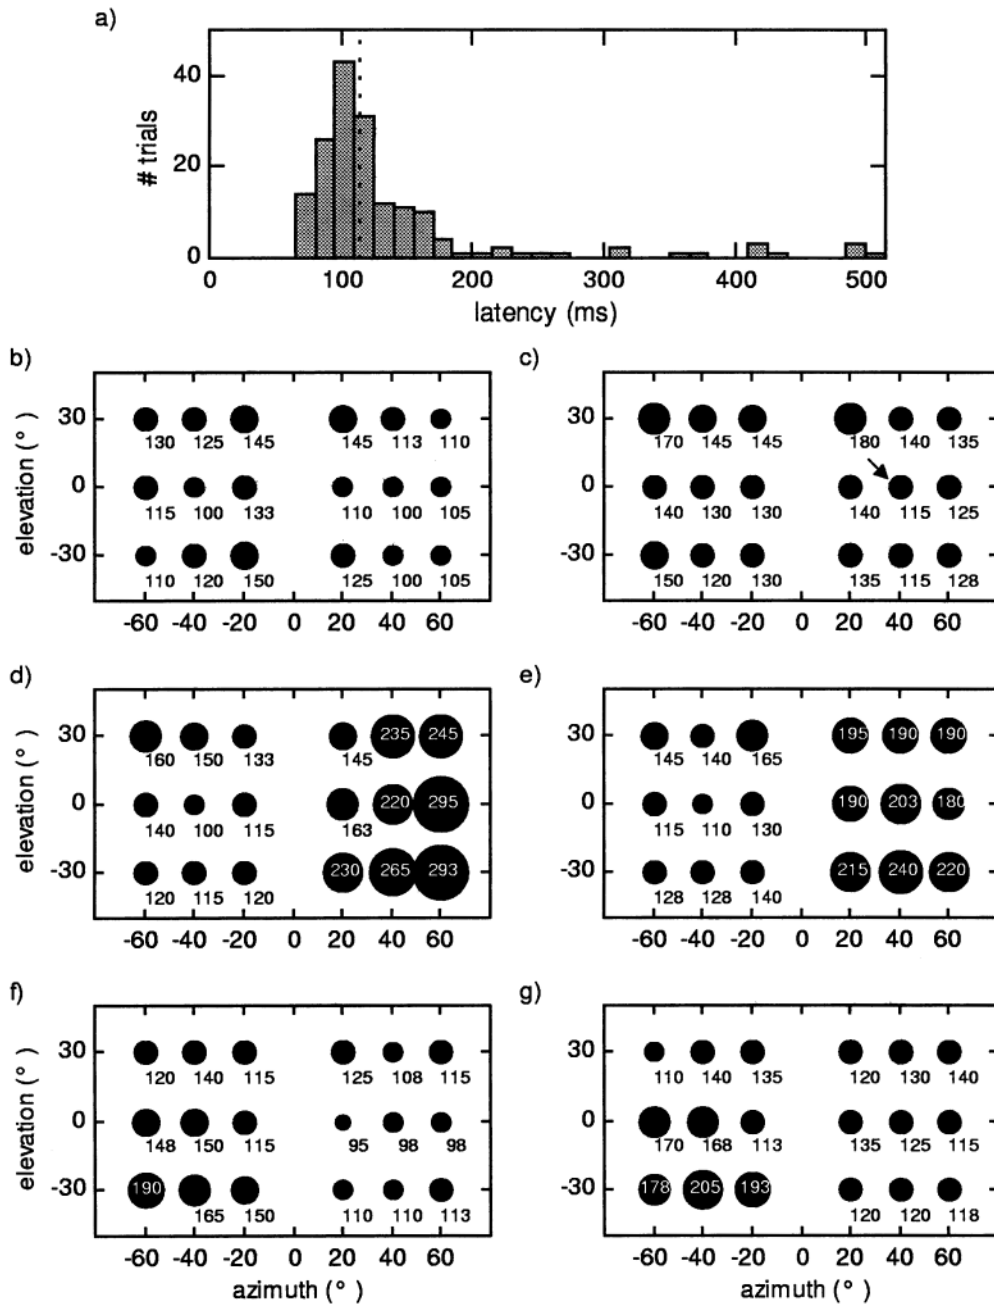 a)
# trials
40
20
0
0 100 200 300 400 500
latency (ms)
b)
elevation (°)
30
0
-30
130 125 145 145 113 110
115 100 133 110 100 105
110 120 150 125 100 105
-60 -40 -20 0 20 40 60
c)
170 145 145 180 140 135
140 130 130 140 115 125
150 120 130 135 115 128
-60 -40 -20 0 20 40 60
d)
elevation (°)
30
0
-30
160 150 133 145 235 245
140 100 115 163 220 295
120 115 120 230 265 293
-60 -40 -20 0 20 40 60
e)
30
0
-30
145 140 165 195 190 190
115 110 130 190 203 180
128 128 140 215 240 220
-60 -40 -20 0 20 40 60
f)
elevation (°)
30
0
-30
120 140 115 125 108 115
148 150 115 95 98 98
190 165 150 110 110 113
-60 -40 -20 0 20 40 60
azimuth (°)
g)
30
0
-30
110 140 135 120 130 140
170 168 113 135 125 115
178 205 193 120 120 118
-60 -40 -20 0 20 40 60
azimuth (°)